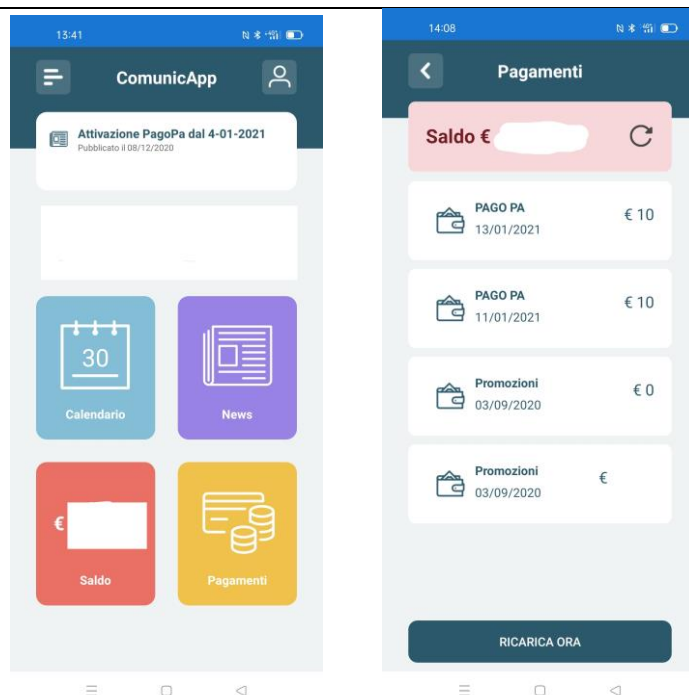 13:41
ComunicApp
Attivazione PagoPa dal 4-01-2021
Pubblicato il 08/12/2020
30
Calendario
News
€
Saldo
Pagamenti
14:08
Pagamenti
Saldo €
PAGO PA
€ 10
13/01/2021
PAGO PA
€ 10
11/01/2021
Promozioni
€ 0
03/09/2020
Promozioni
€
03/09/2020
RICARICA ORA